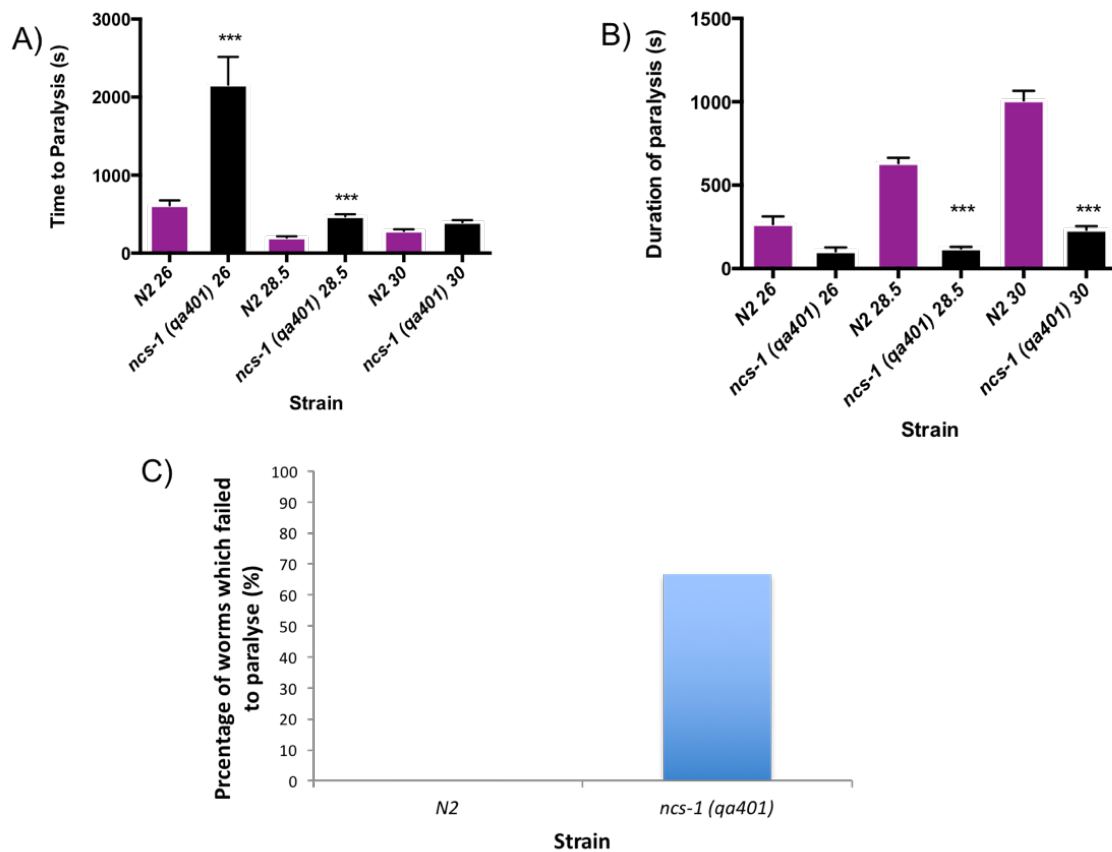 A)
Time to Paralysis (s)
3000
2000
1000
0
***
***
N2 26
ncs-1 (qa401) 26
N2 28.5
ncs-1 (qa401) 28.5
N2 30
ncs-1 (qa401) 30
Strain
B)
Duration of paralysis (s)
1500
1000
500
0
***
***
N2 26
ncs-1 (qa401) 26
N2 28.5
ncs-1 (qa401) 28.5
N2 30
ncs-1 (qa401) 30
Strain
C)
Prcentage of worms which failed
to paralyse (%)
100
90
80
70
60
50
40
30
20
10
0
N2
ncs-1 (qa401)
Strain